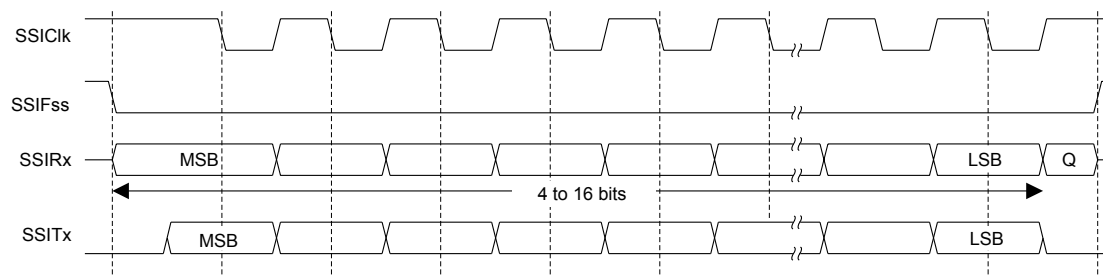 SSIClk
SSIFss
SSIRx MSB LSB Q
4 to 16 bits
SSITx MSB LSB